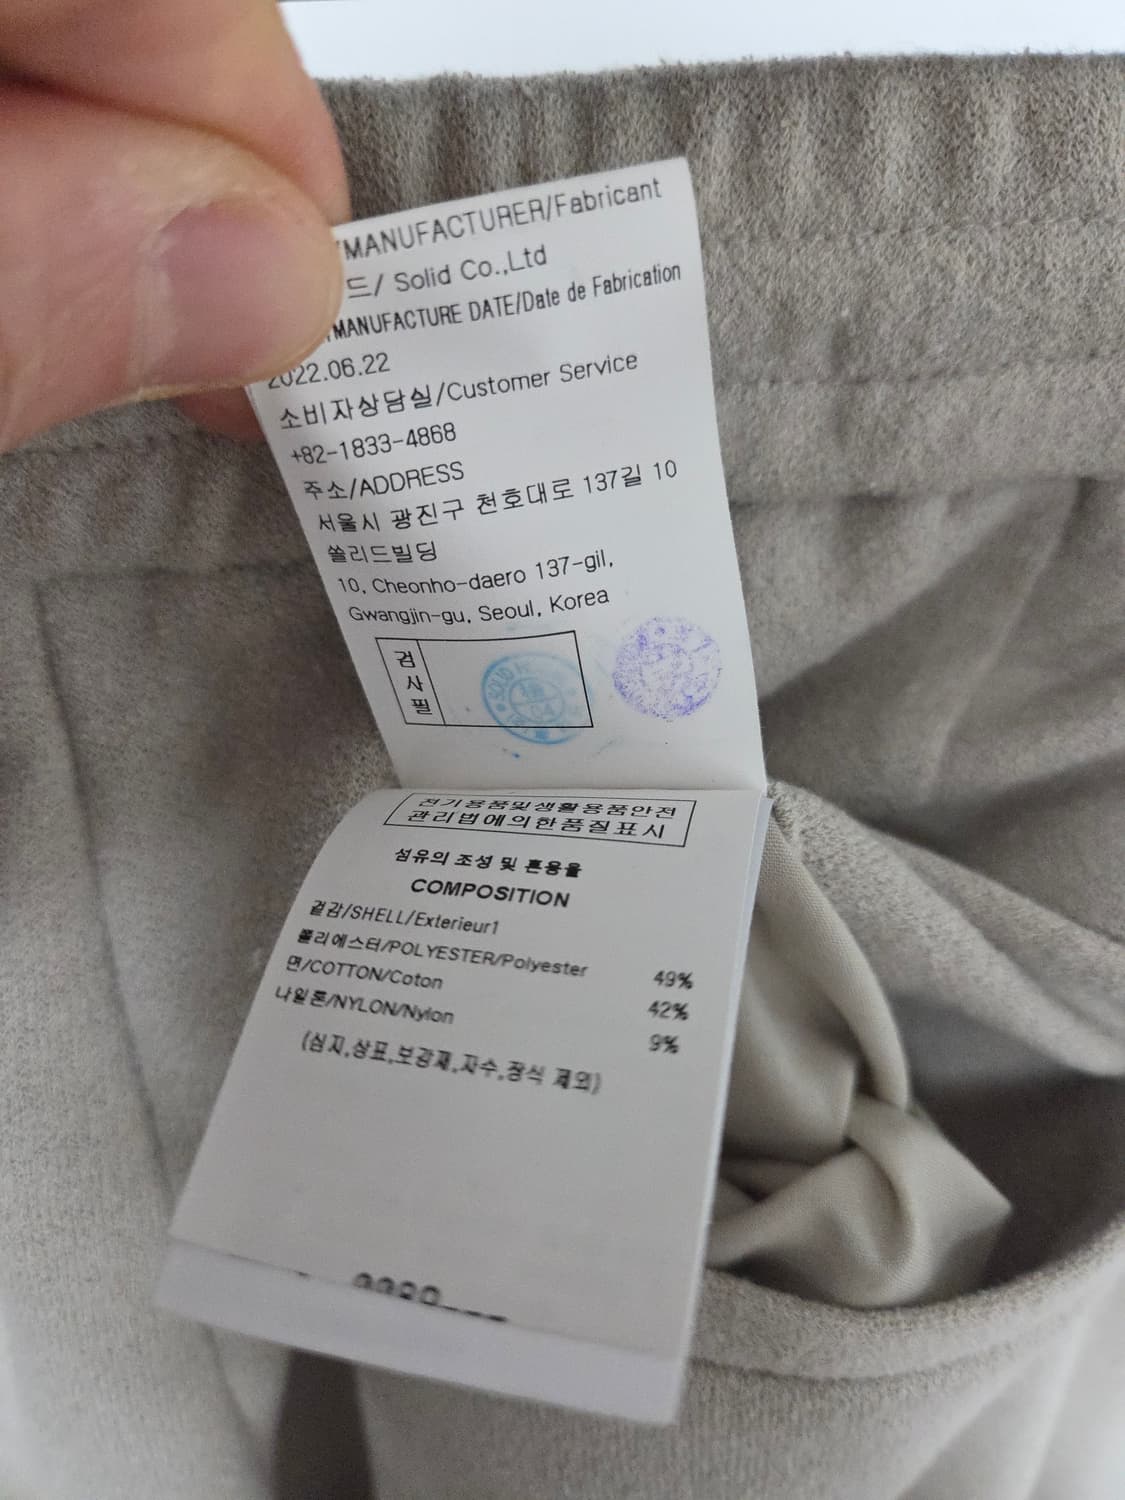 MANUFACTURER/Fabricant
드/ Solid Co.,Ltd
MANUFACTURE DATE/Date de Fabrication
2022.06.22
소비자상담실/Customer Service
+82-1833-4868
주소/ADDRESS
서울시 광진구 천호대로 137길 10
쏠리드빌딩
10, Cheonho-daero 137-gil,
Gwangjin-gu, Seoul, Korea
검사필
SOLID
전기용품및생활용품안전
관리법에의한품질표시
섬유의 조성 및 혼용율
COMPOSITION
겉감/SHELL/Exterieur1
폴리에스터/POLYESTER/Polyester 49%
면/COTTON/Coton 42%
나일론/NYLON/Nylon 9%
(심지,상표,보강재,자수,장식 제외)